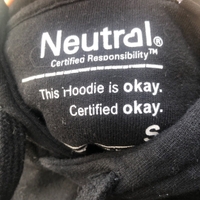 Neutral®
Certified Responsibility™
This Hoodie is okay.
Certified okay.
S